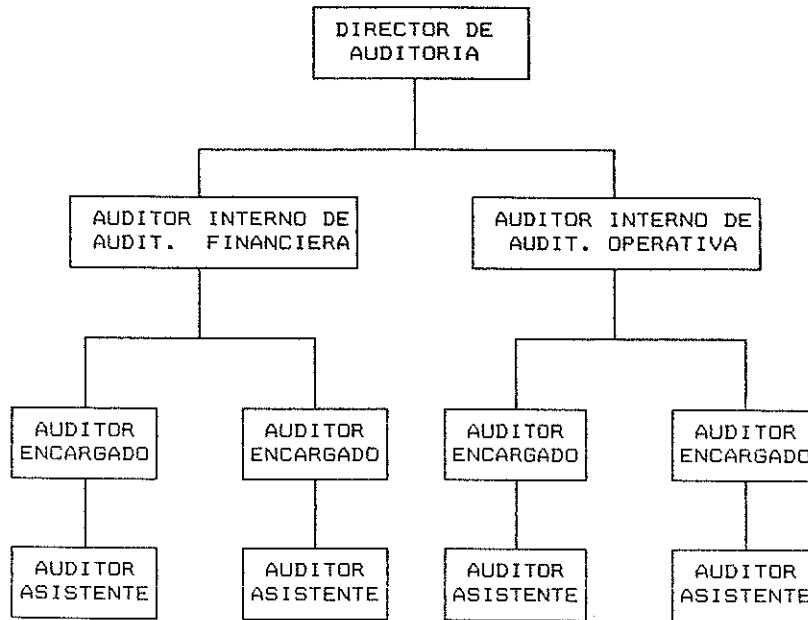 DIRECTOR DE
AUDITORIA
AUDITOR INTERNO DE
AUDIT. FINANCIERA
AUDITOR INTERNO DE
AUDIT. OPERATIVA
AUDITOR
ENCARGADO
AUDITOR
ENCARGADO
AUDITOR
ENCARGADO
AUDITOR
ENCARGADO
AUDITOR
ASISTENTE
AUDITOR
ASISTENTE
AUDITOR
ASISTENTE
AUDITOR
ASISTENTE